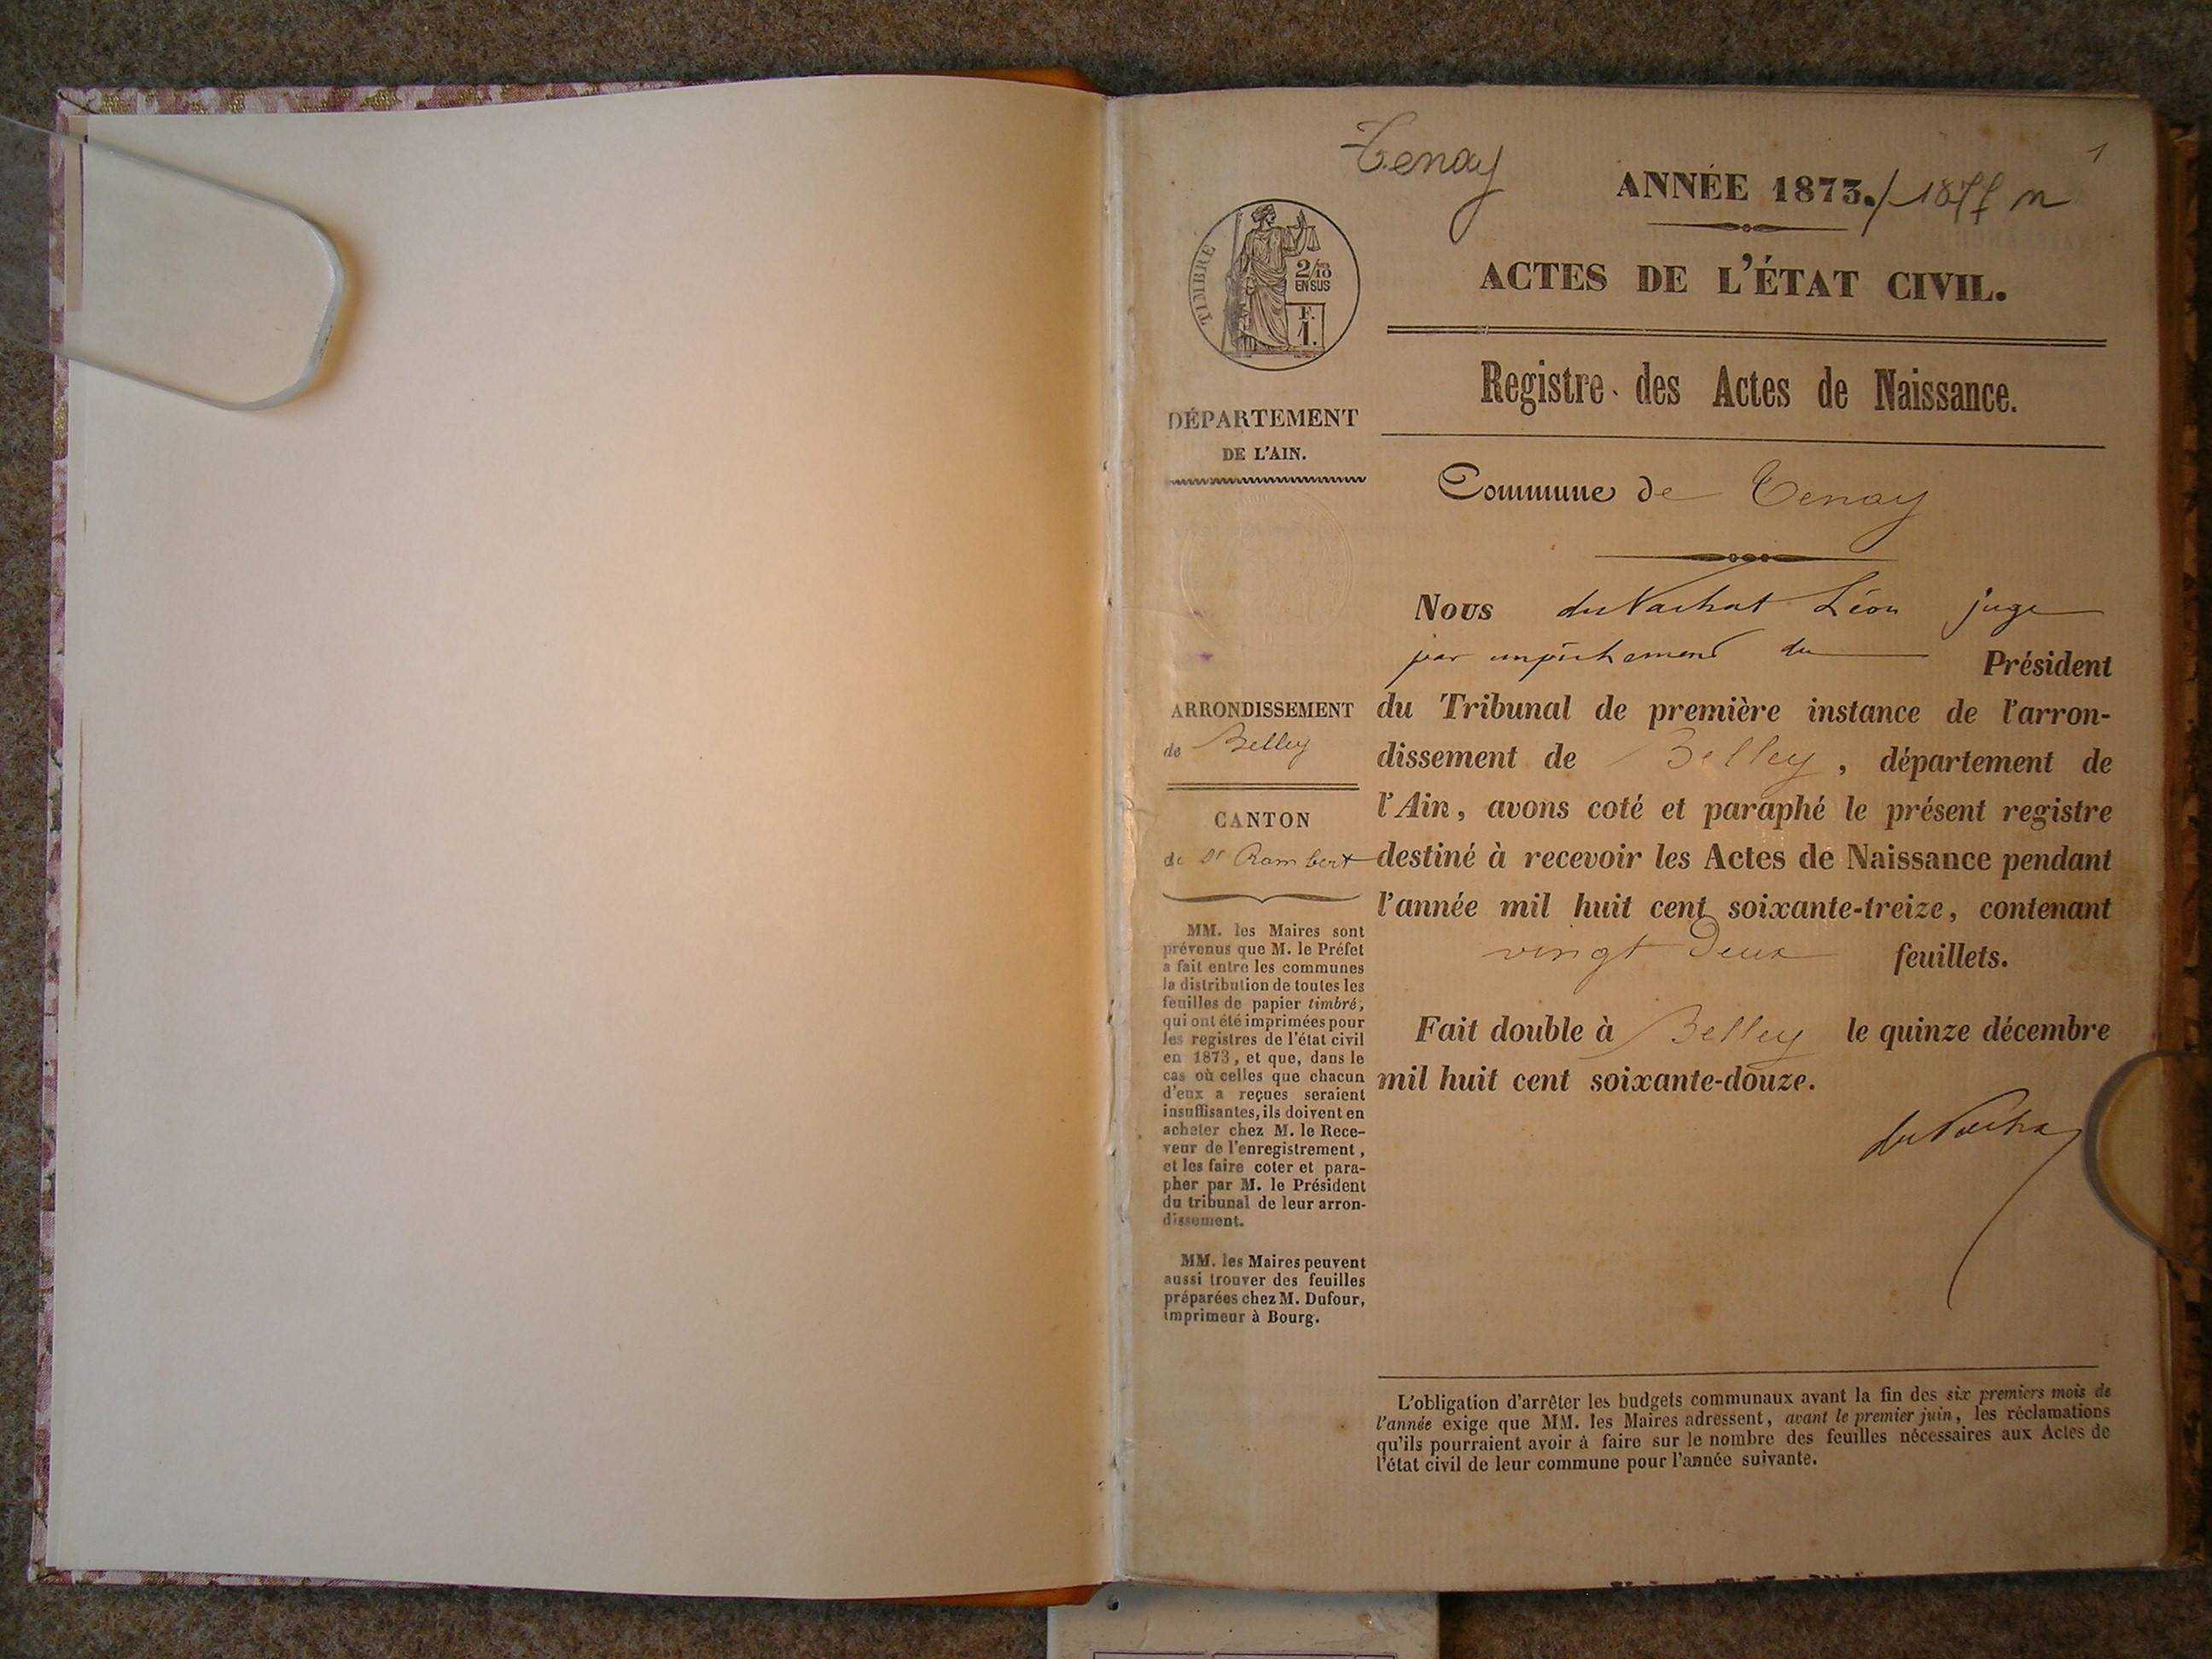 Tenay
1
ANNÉE 1873./1877 n
ACTES DE L'ÉTAT CIVIL.
Registre des Actes de Naissance.
TIMBRE
2/10
EN SUS
F.
1.
DÉPARTEMENT
DE L'AIN.
ARRONDISSEMENT
de Belley
CANTON
de St Rambert
MM. les Maires sont
prévenus que M. le Préfet
a fait entre les communes
la distribution de toutes les
feuilles de papier timbré,
qui ont été imprimées pour
les registres de l'état civil
en 1873, et que, dans le
cas où celles que chacun
d'eux a reçues seraient
insuffisantes, ils doivent en
acheter chez M. le Rece-
veur de l'enregistrement,
et les faire coter et para-
pher par M. le Président
du tribunal de leur arron-
dissement.
MM. les Maires peuvent
aussi trouver des feuilles
préparées chez M. Dufour,
imprimeur à Bourg.
Commune de Tenay
Nous du Vachat Léon juge
par empêchement du Président
du Tribunal de première instance de l'arron-
dissement de Belley, département de
l'Ain, avons coté et paraphé le présent registre
destiné à recevoir les Actes de Naissance pendant
l'année mil huit cent soixante-treize, contenant
vingt deux feuillets.
Fait double à Belley le quinze décembre
mil huit cent soixante-douze.
du Vachat
L'obligation d'arrêter les budgets communaux avant la fin des six premiers mois de
l'année exige que MM. les Maires adressent, avant le premier juin, les réclamations
qu'ils pourraient avoir à faire sur le nombre des feuilles nécessaires aux Actes de
l'état civil de leur commune pour l'année suivante.